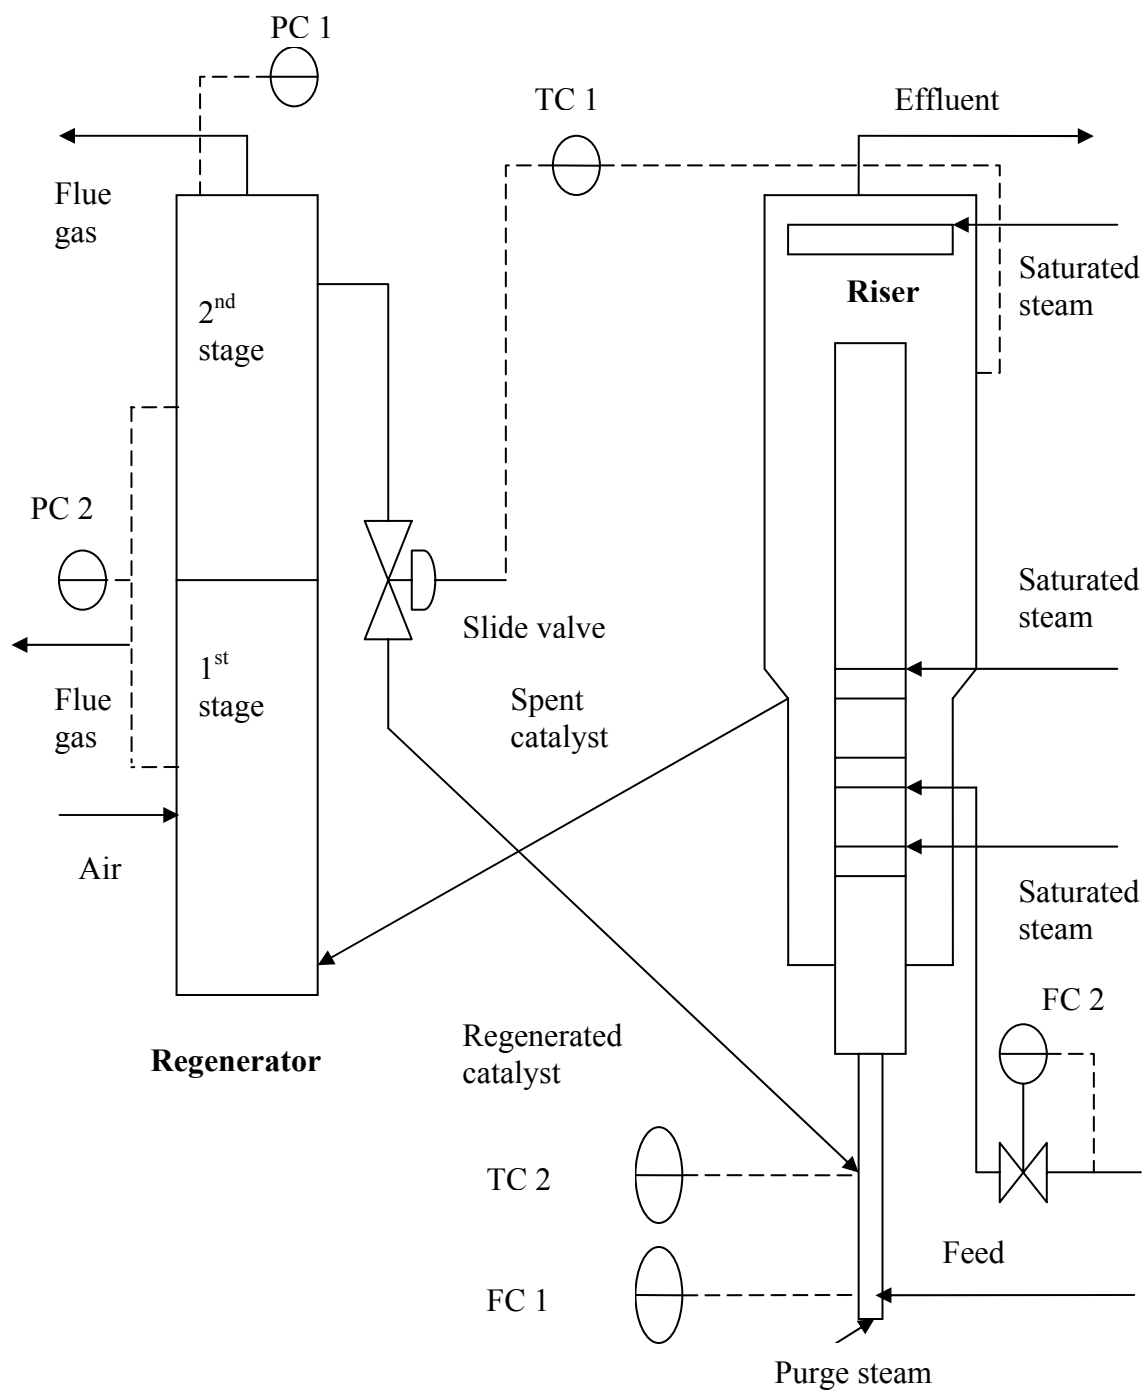 PC 1
TC 1
Effluent
Flue
gas
Saturated
steam
Riser
2nd
stage
PC 2
Saturated
steam
Slide valve
1st
stage
Flue
gas
Spent
catalyst
Air
Saturated
steam
FC 2
Regenerated
catalyst
Regenerator
TC 2
Feed
FC 1
Purge steam